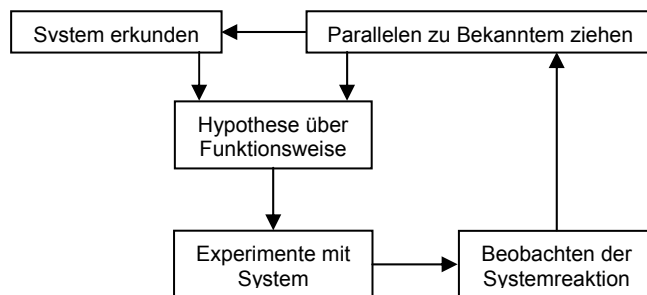 System erkunden
Parallelen zu Bekanntem ziehen
Hypothese über
Funktionsweise
Experimente mit
System
Beobachten der
Systemreaktion